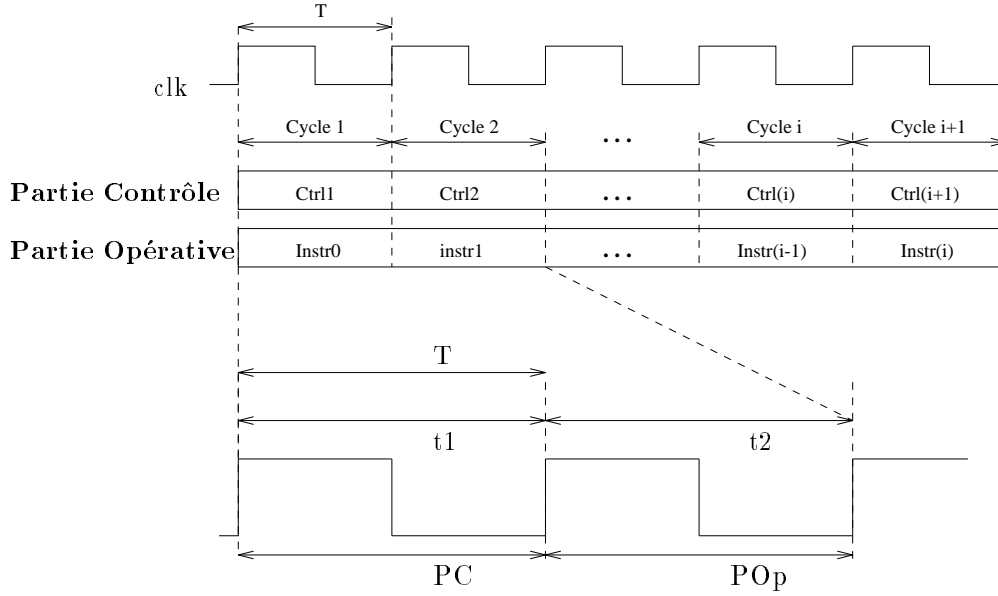 T
clk
Cycle 1 Cycle 2 ... Cycle i Cycle i+1
Partie Contrôle Ctrl1 Ctrl2 ... Ctrl(i) Ctrl(i+1)
Partie Opérative Instr0 instr1 ... Instr(i-1) Instr(i)
T
t1 t2
PC POp